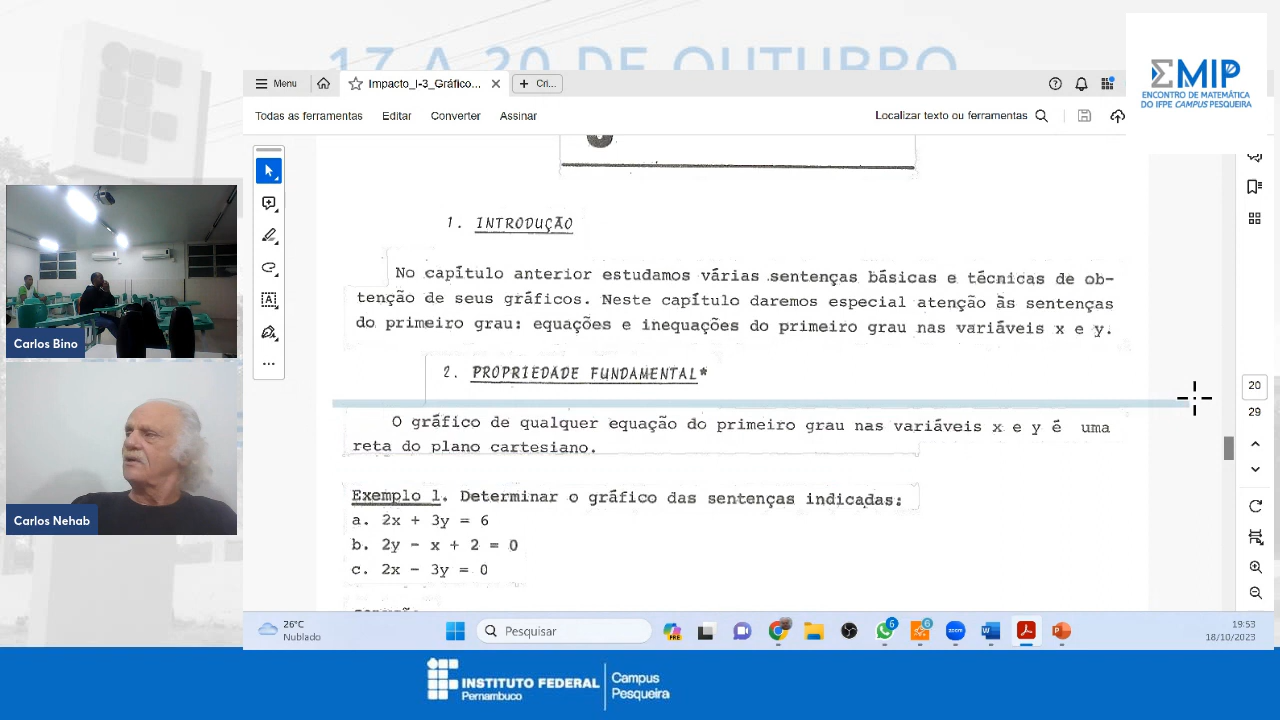 17 A 20 DE OUTUBRO
ΣMIP
ENCONTRO DE MATEMÁTICA
DO IFPE CAMPUS PESQUEIRA
Menu
Impacto_I-3_Gráfico...
Cri...
Todas as ferramentas
Editar
Converter
Assinar
Localizar texto ou ferramentas
1. INTRODUÇÃO
No capítulo anterior estudamos várias sentenças básicas e técnicas de ob-
tenção de seus gráficos. Neste capítulo daremos especial atenção às sentenças
do primeiro grau: equações e inequações do primeiro grau nas variáveis x e y.
2. PROPRIEDADE FUNDAMENTAL*
O gráfico de qualquer equação do primeiro grau nas variáveis x e y é uma
reta do plano cartesiano.
Exemplo 1. Determinar o gráfico das sentenças indicadas:
a. 2x + 3y = 6
b. 2y - x + 2 = 0
c. 2x - 3y = 0
20
29
Carlos Bino
Carlos Nehab
26°C
Nublado
Pesquisar
PRE
6
6
zoom
19:53
18/10/2023
INSTITUTO FEDERAL
Pernambuco
Campus
Pesqueira